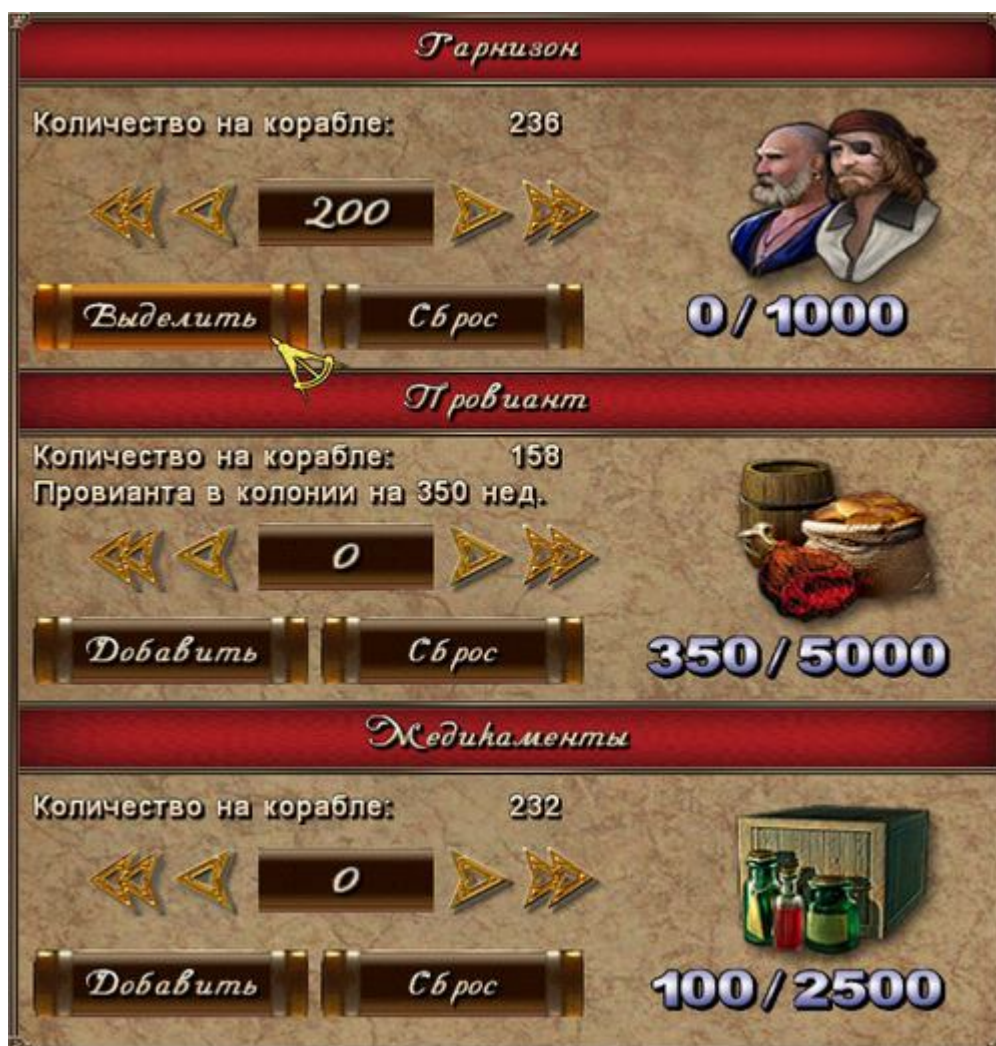 Гарнизон
Количество на корабле: 236
200
Выделить Сброс
0/1000
Провиант
Количество на корабле: 158
Провианта в колонии на 350 нед.
0
Добавить Сброс
350/5000
Медикаменты
Количество на корабле: 232
0
Добавить Сброс
100/2500